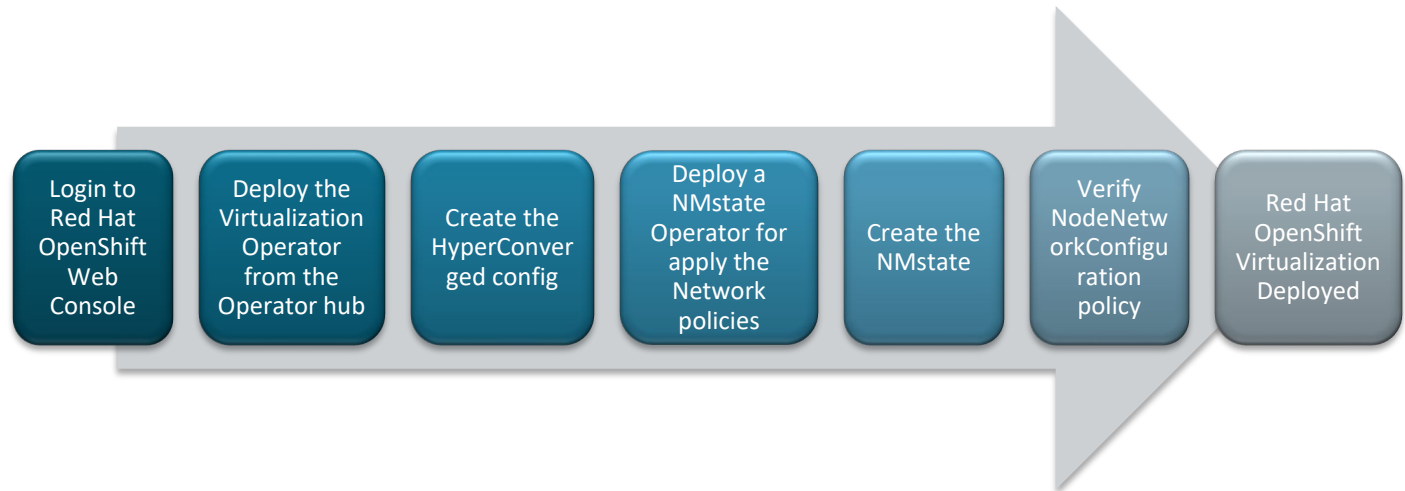 Login to
Red Hat
OpenShift
Web
Console
Deploy the
Virtualization
Operator
from the
Operator hub
Create the
HyperConver
ged config
Deploy a
NMstate
Operator for
apply the
Network
policies
Create the
NMstate
Verify
NodeNetw
orkConfigu
ration
policy
Red Hat
OpenShift
Virtualization
Deployed